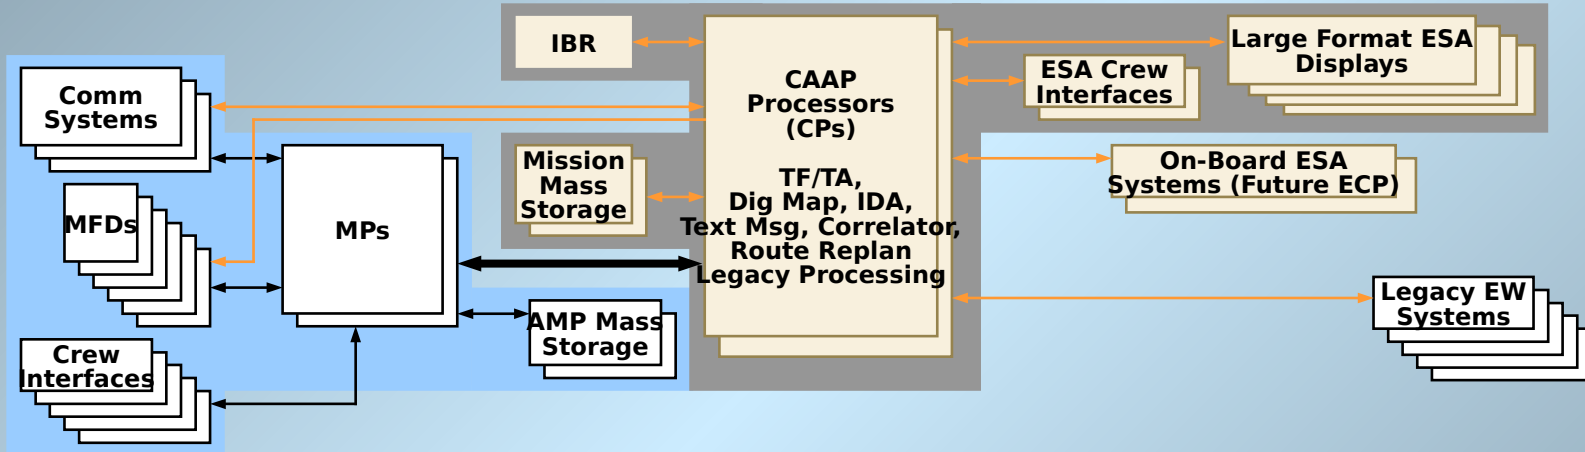 IBR
Large Format ESA
Displays
ESA Crew
Interfaces
Comm
Systems
CAAP
Processors
(CPs)
TF/TA,
Dig Map, IDA,
Text Msg, Correlator,
Route Replan
Legacy Processing
Mission
Mass
Storage
On-Board ESA
Systems (Future ECP)
MFDs
MPs
Legacy EW
Systems
AMP Mass
Storage
Crew
Interfaces